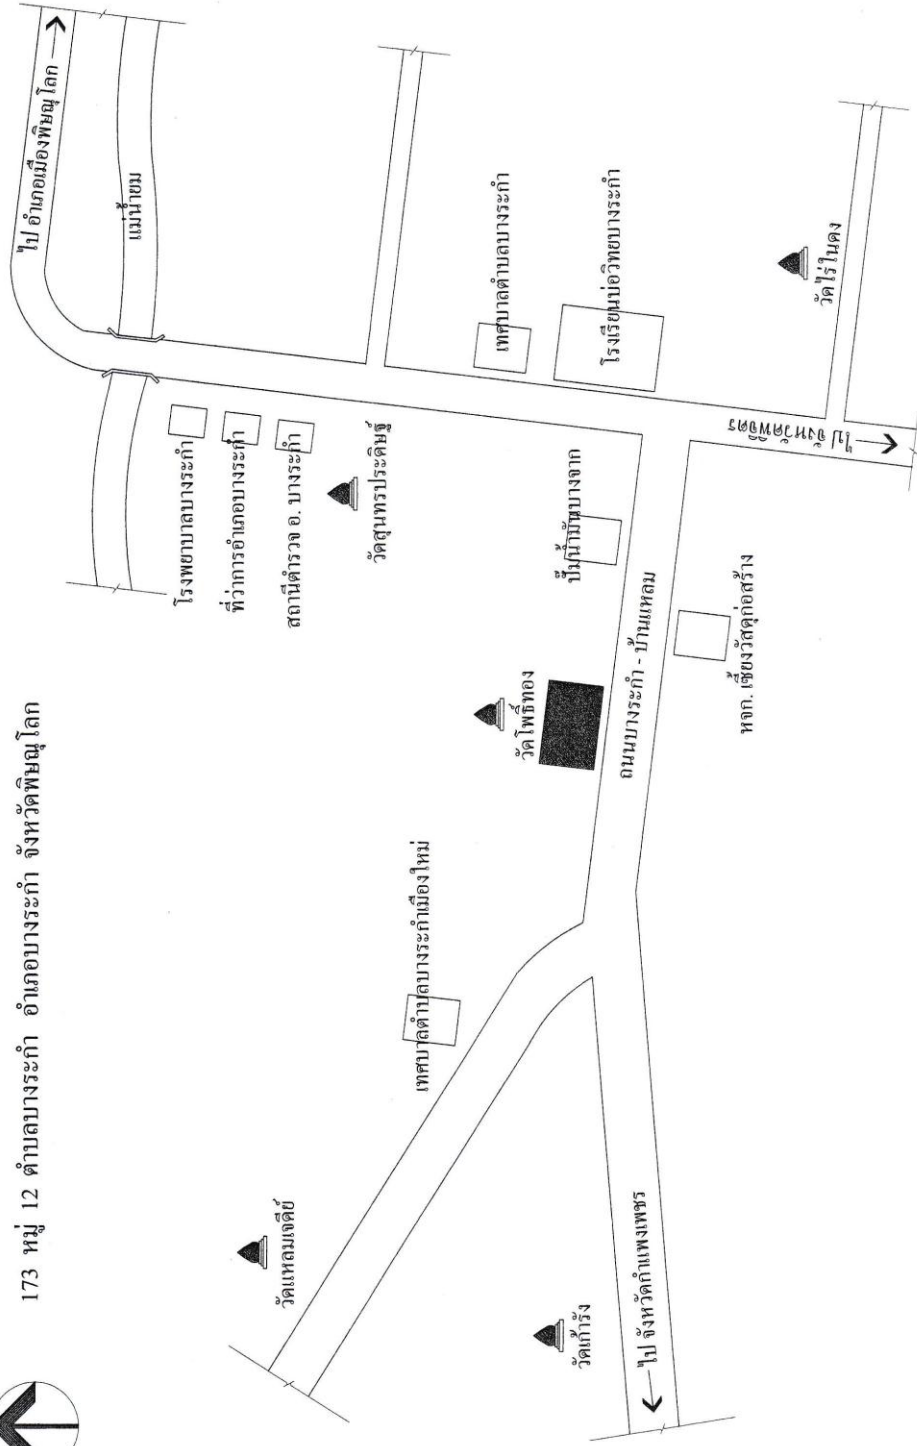 173 หมู่ 12 ตำบลบางระกำ อำเภอบางระกำ จังหวัดพิษณุโลก
ไป อำเภอเมืองพิษณุโลก
แม่น้ำยม
โรงพยาบาลบางระกำ
ที่ว่าการอำเภอบางระกำ
สถานีตำรวจ อ. บางระกำ
วัดสุนทรประดิษฐ์
เทศบาลตำบลบางระกำ
โรงเรียนบ่อวิทยบางระกำ
วัดไร่ในดง
ไป จังหวัดพิจิตร
ปั๊มน้ำมันบางจาก
วัดโพธิ์ทอง
ถนนบางระกำ - บ้านแหลม
หจก. เชียงวัสดุก่อสร้าง
เทศบาลตำบลบางระกำเมืองใหม่
วัดแหลมเจดีย์
วัดเก้ารัง
ไป จังหวัดกำแพงเพชร